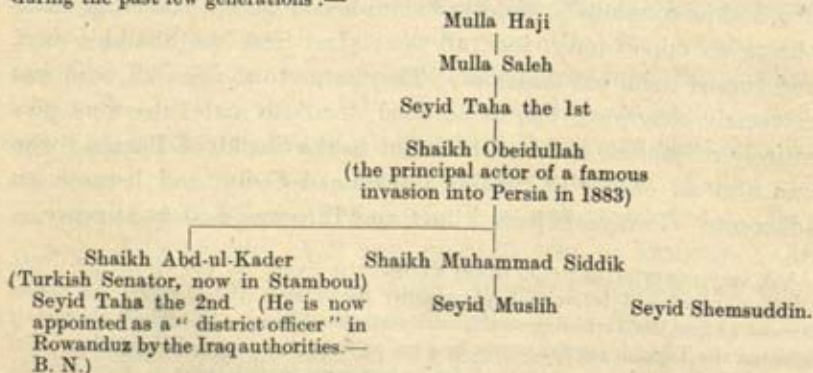 during the past few generations :—
Mulla Haji
Mulla Saleh
Seyid Taha the 1st
Shaikh Obeidullah
(the principal actor of a famous
invasion into Persia in 1883)
Shaikh Abd-ul-Kader
(Turkish Senator, now in Stamboul)
Seyid Taha the 2nd. (He is now
appointed as a “ district officer ” in
Rowanduz by the Iraq authorities.—
B. N.)
Shaikh Muhammad Siddik
Seyid Muslih
Seyid Shemsuddin.